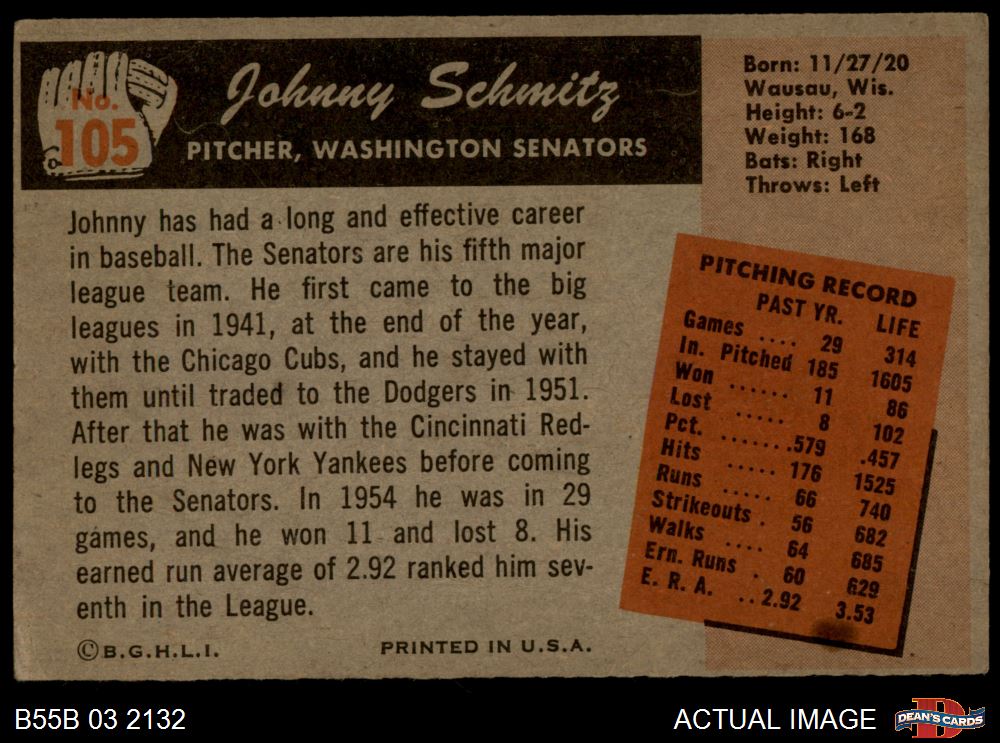 No.
105
Johnny Schmitz
PITCHER, WASHINGTON SENATORS
Born: 11/27/20
Wausau, Wis.
Height: 6-2
Weight: 168
Bats: Right
Throws: Left
Johnny has had a long and effective career
in baseball. The Senators are his fifth major
league team. He first came to the big
leagues in 1941, at the end of the year,
with the Chicago Cubs, and he stayed with
them until traded to the Dodgers in 1951.
After that he was with the Cincinnati Red-
legs and New York Yankees before coming
to the Senators. In 1954 he was in 29
games, and he won 11 and lost 8. His
earned run average of 2.92 ranked him sev-
enth in the League.
PITCHING RECORD
PAST YR. LIFE
Games .... 29 314
In. Pitched 185 1605
Won ...... 11 86
Lost ..... 8 102
Pct. .......579 .457
Hits ..... 176 1525
Runs ..... 66 740
Strikeouts . 56 682
Walks .... 64 685
Ern. Runs . 60 629
E. R. A. ..2.92 3.53
©B.G.H.L.I. PRINTED IN U.S.A.
B55B 03 2132 ACTUAL IMAGE
D
DEAN'S CARDS